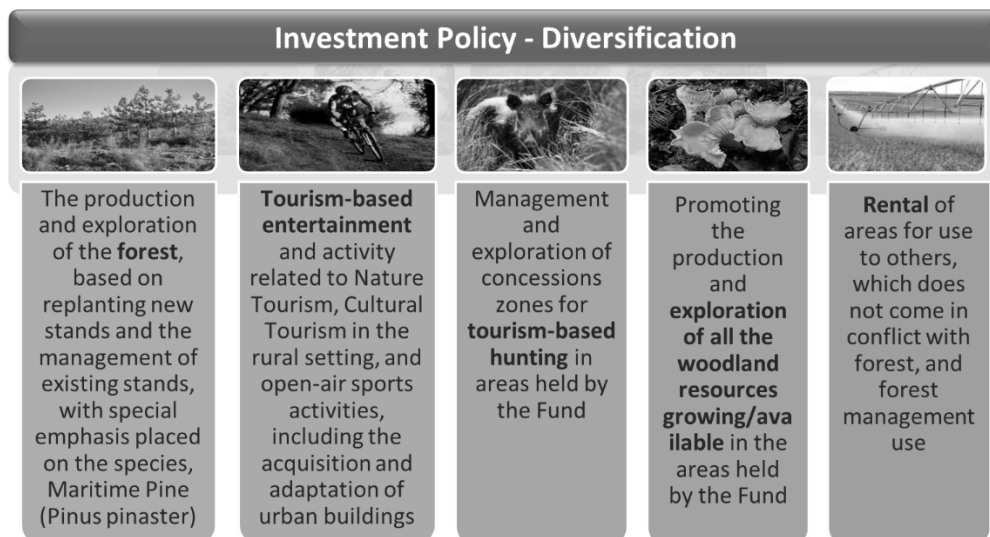 Investment Policy - Diversification
The production
and exploration
of the forest,
based on
replanting new
stands and the
management of
existing stands,
with special
emphasis placed
on the species,
Maritime Pine
(Pinus pinaster)
Tourism-based
entertainment
and activity
related to Nature
Tourism, Cultural
Tourism in the
rural setting, and
open-air sports
activities,
including the
acquisition and
adaptation of
urban buildings
Management
and
exploration of
concessions
zones for
tourism-based
hunting in
areas held by
the Fund
Promoting
the
production
and
exploration
of all the
woodland
resources
growing/ava
ilable in the
areas held
by the Fund
Rental of
areas for use
to others,
which does
not come in
conflict with
forest, and
forest
management
use